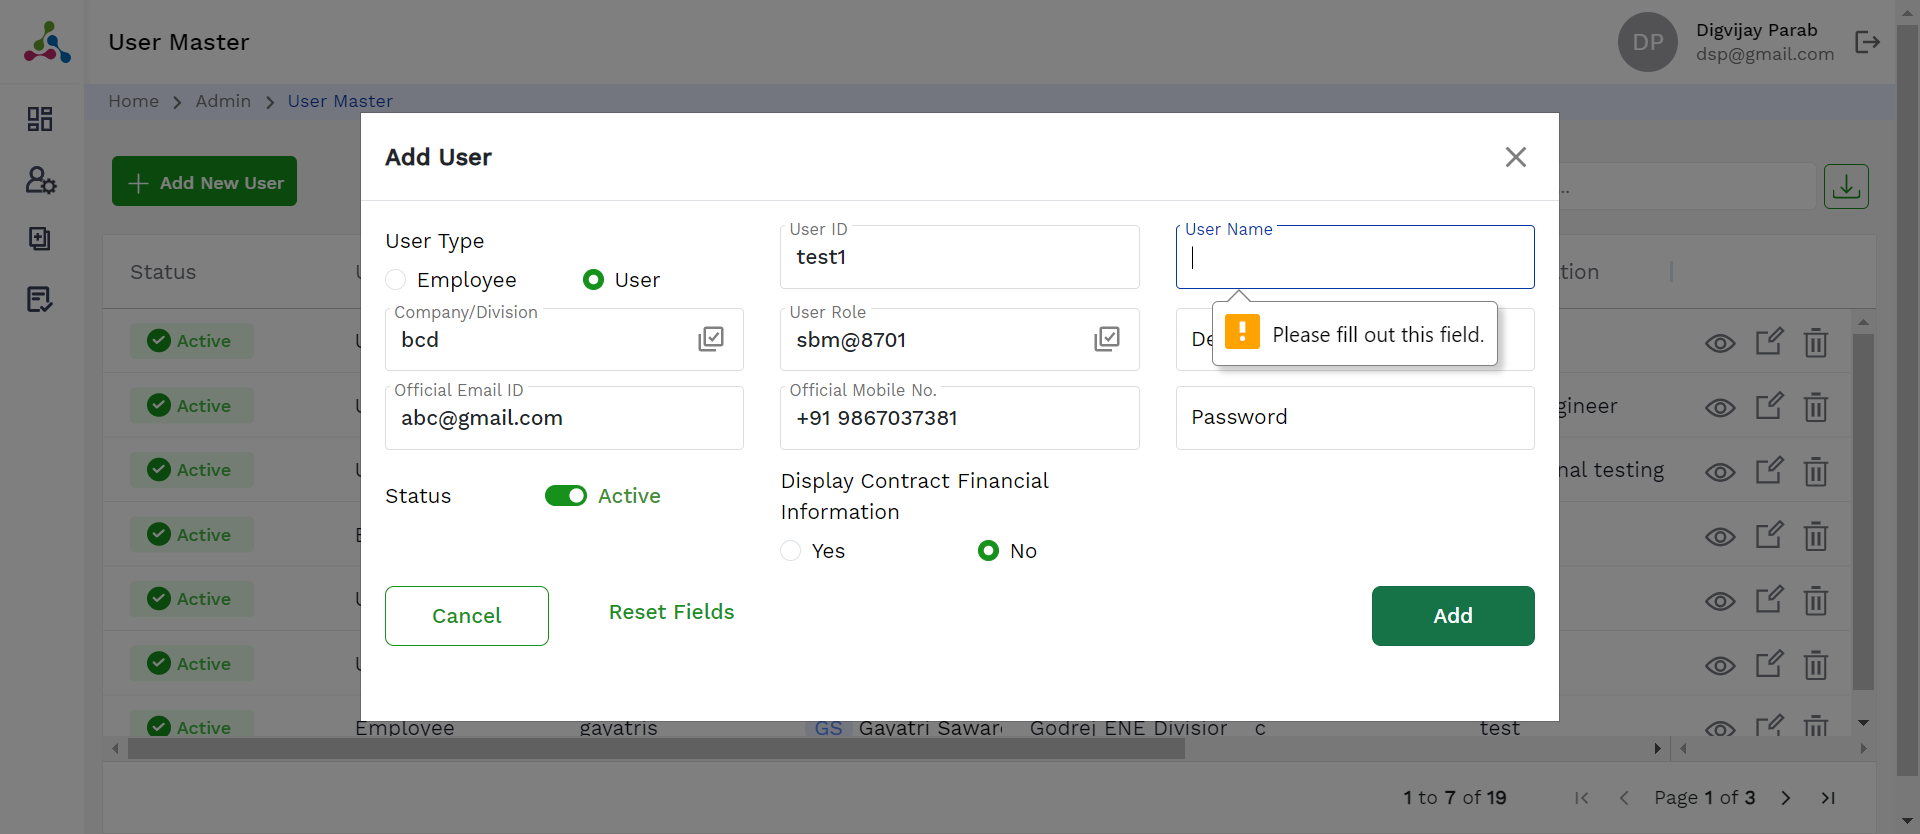 User Master
DP
Digvijay Parab
dsp@gmail.com
Home > Admin > User Master
Add New User
Add User
User Type
Employee
User
User ID
test1
User Name
Please fill out this field.
Company/Division
bcd
User Role
sbm@8701
Official Email ID
abc@gmail.com
Official Mobile No.
+91 9867037381
Password
Status
Active
Display Contract Financial
Information
Yes
No
Cancel
Reset Fields
Add
Status
Active
Active
gineer
Active
nal testing
Active
Active
Active
Active
Employee
gayatris
GS
Godrej ENE Division
c
test
1 to 7 of 19
Page 1 of 3